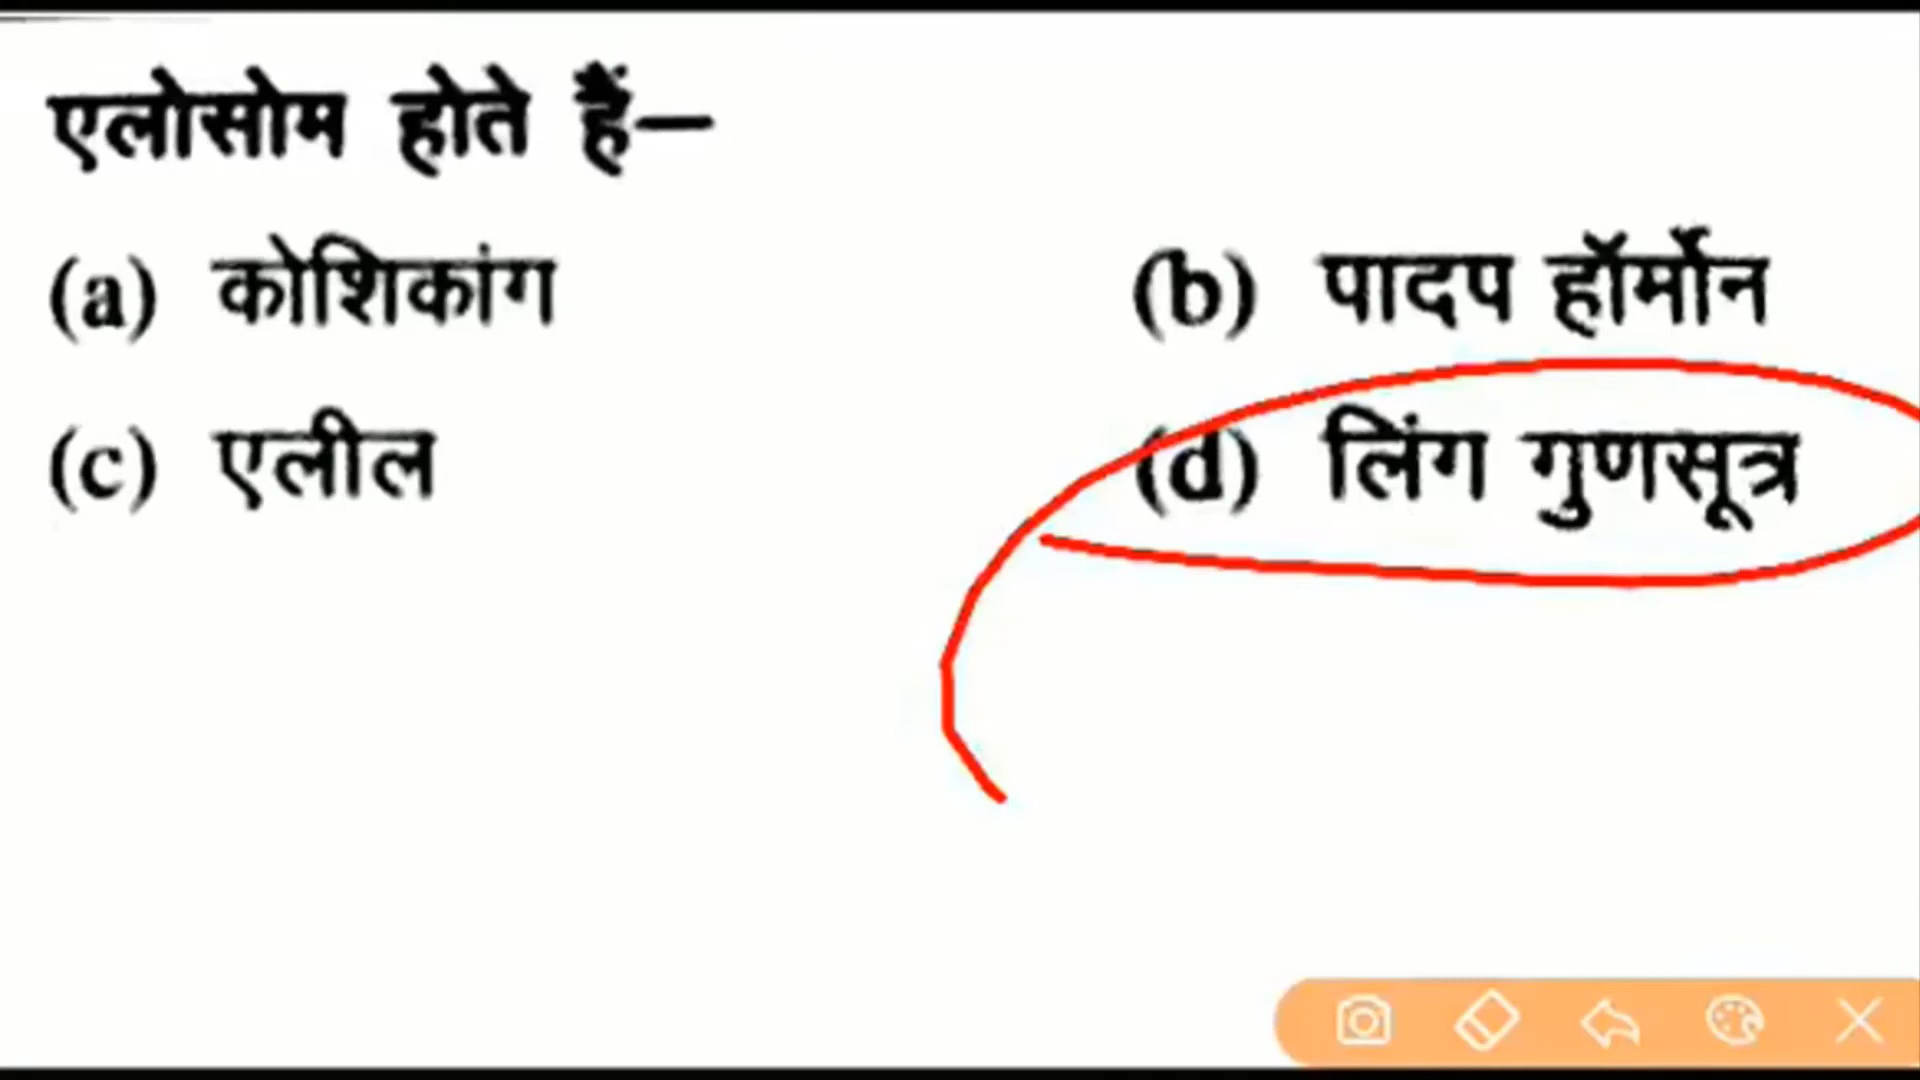 एलोसोम होते हैं—
(a) कोशिकांग (b) पादप हॉर्मोन
(c) एलील (d) लिंग गुणसूत्र